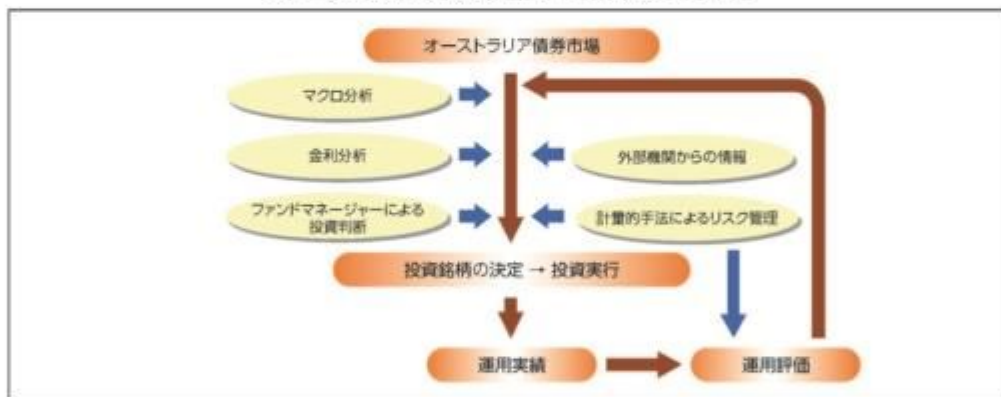 オーストラリア債券市場
マクロ分析
金利分析
外部機関からの情報
ファンドマネージャーによる
投資判断
計量的手法によるリスク管理
投資銘柄の決定 → 投資実行
運用実績
運用評価